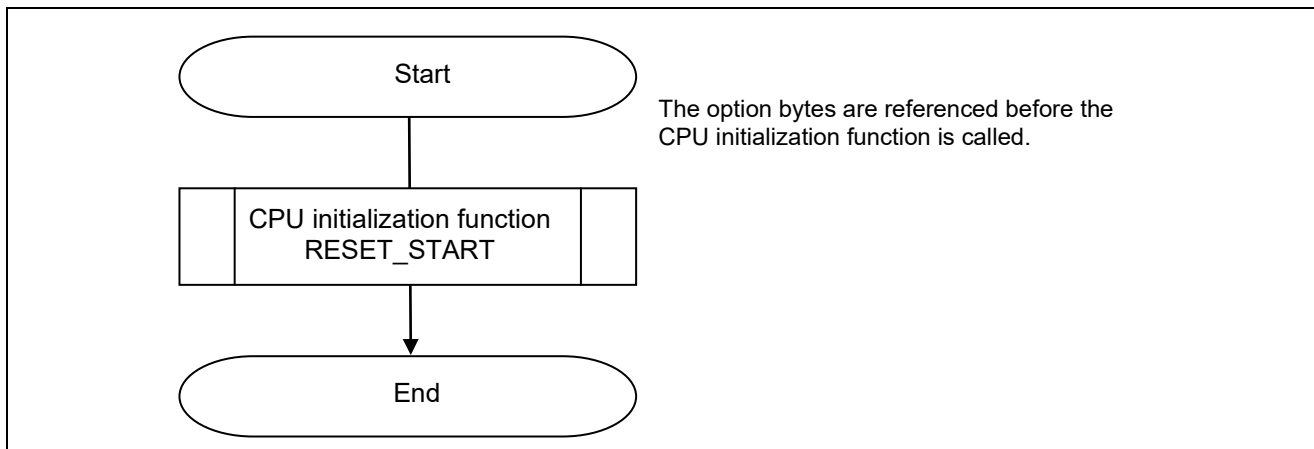 Start
The option bytes are referenced before the
CPU initialization function is called.
CPU initialization function
RESET_START
End